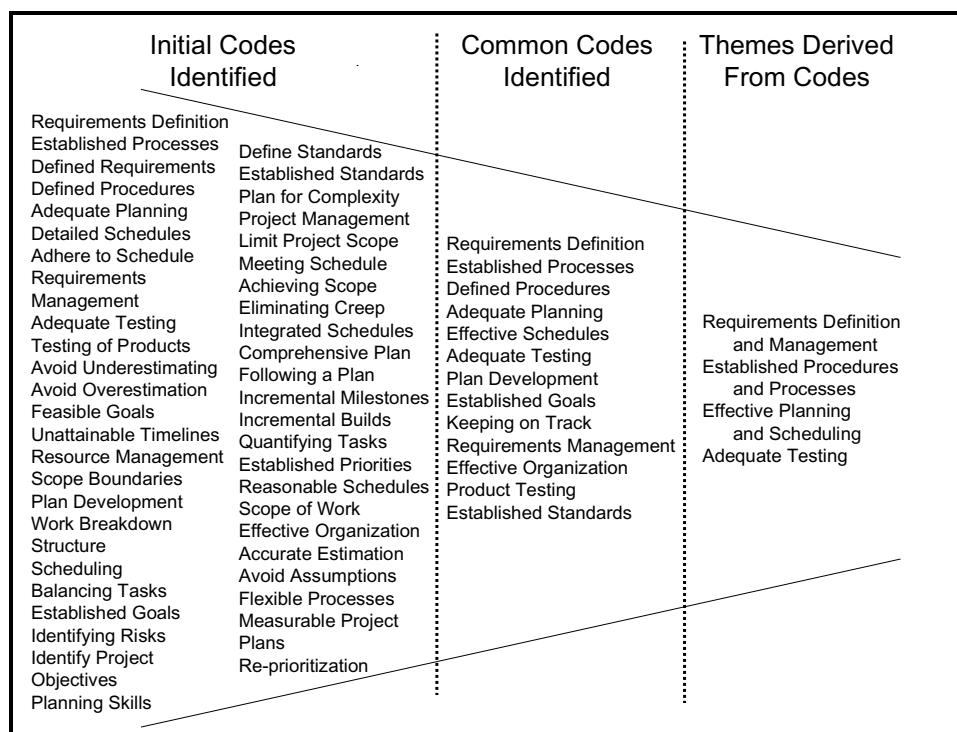 Initial Codes
Identified
Requirements Definition
Established Processes
Defined Requirements
Defined Procedures
Adequate Planning
Detailed Schedules
Adhere to Schedule
Requirements
Management
Adequate Testing
Testing of Products
Avoid Underestimating
Avoid Overestimation
Feasible Goals
Unattainable Timelines
Resource Management
Scope Boundaries
Plan Development
Work Breakdown
Structure
Scheduling
Balancing Tasks
Established Goals
Identifying Risks
Identify Project
Objectives
Planning Skills
Define Standards
Established Standards
Plan for Complexity
Project Management
Limit Project Scope
Meeting Schedule
Achieving Scope
Eliminating Creep
Integrated Schedules
Comprehensive Plan
Following a Plan
Incremental Milestones
Incremental Builds
Quantifying Tasks
Established Priorities
Reasonable Schedules
Scope of Work
Effective Organization
Accurate Estimation
Avoid Assumptions
Flexible Processes
Measurable Project
Plans
Re-prioritization
Common Codes
Identified
Requirements Definition
Established Processes
Defined Procedures
Adequate Planning
Effective Schedules
Adequate Testing
Plan Development
Established Goals
Keeping on Track
Requirements Management
Effective Organization
Product Testing
Established Standards
Themes Derived
From Codes
Requirements Definition
and Management
Established Procedures
and Processes
Effective Planning
and Scheduling
Adequate Testing